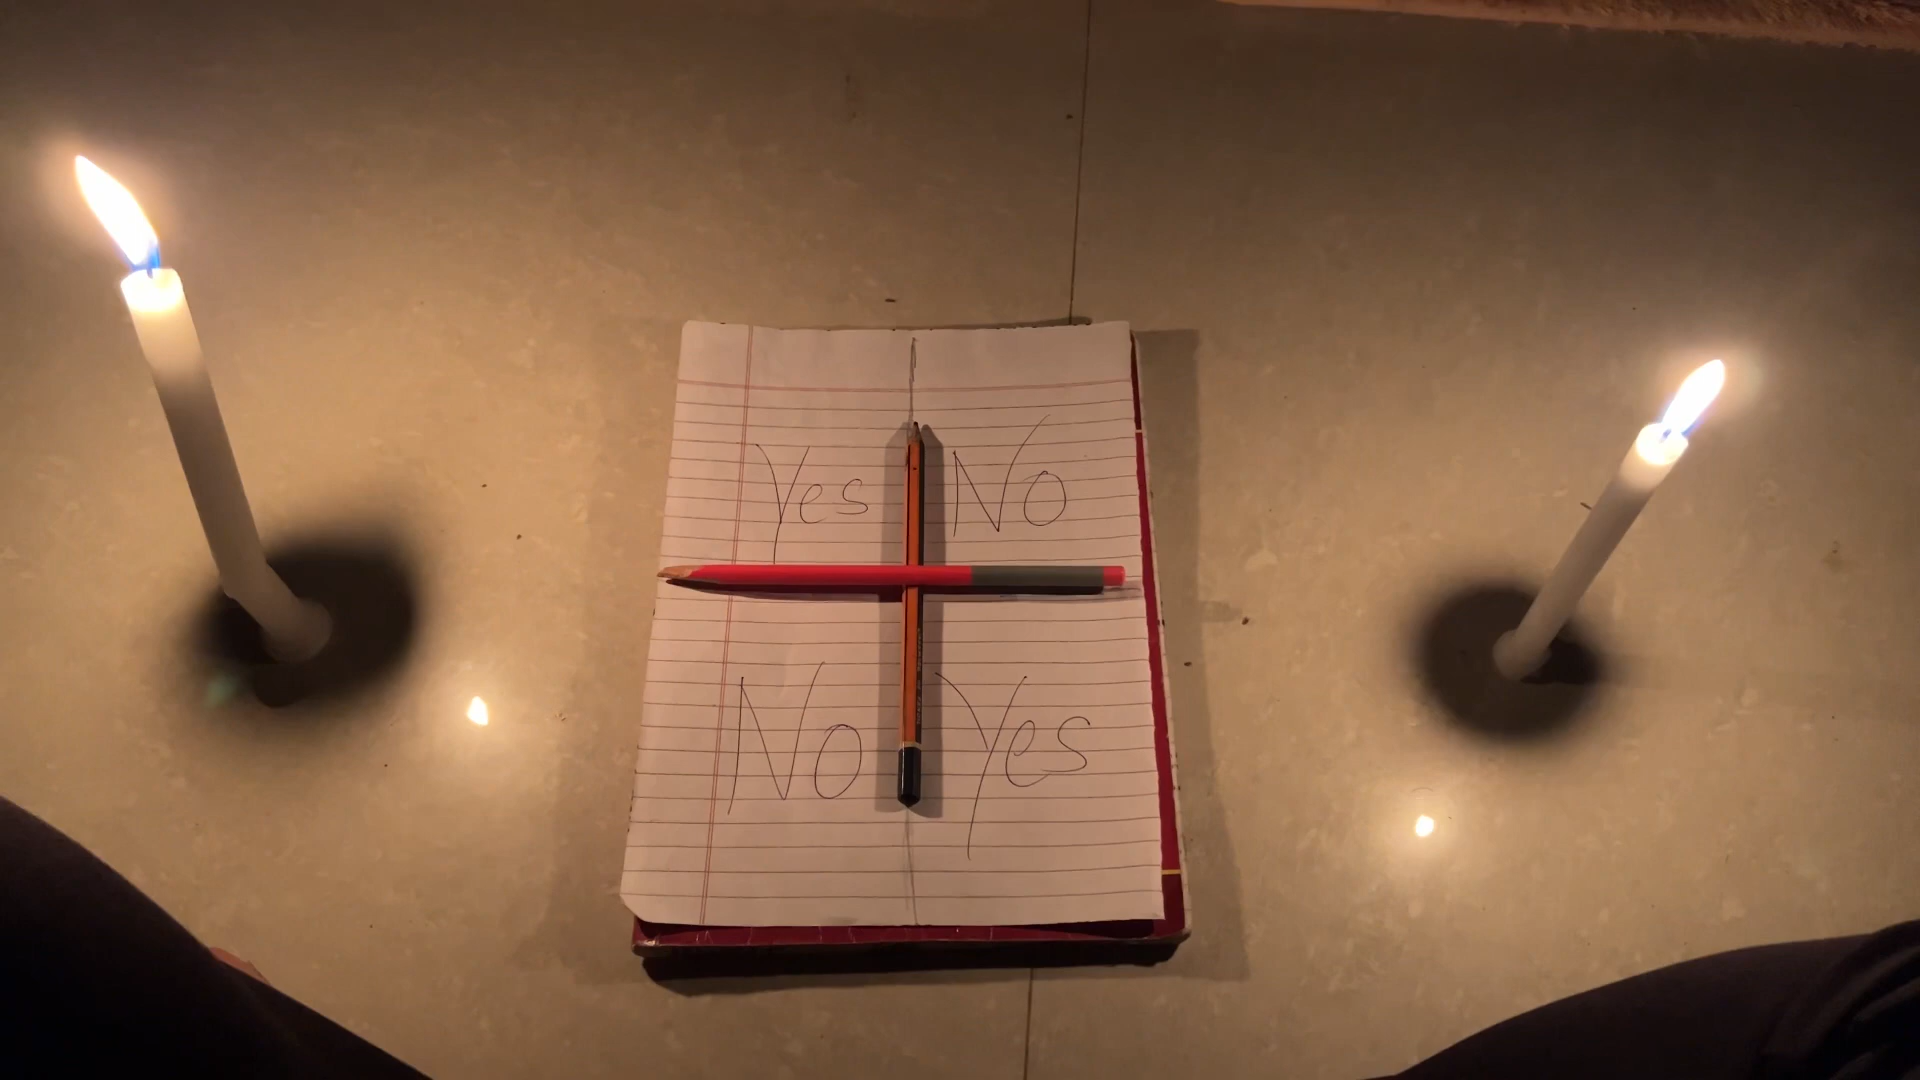 Yes No
No Yes